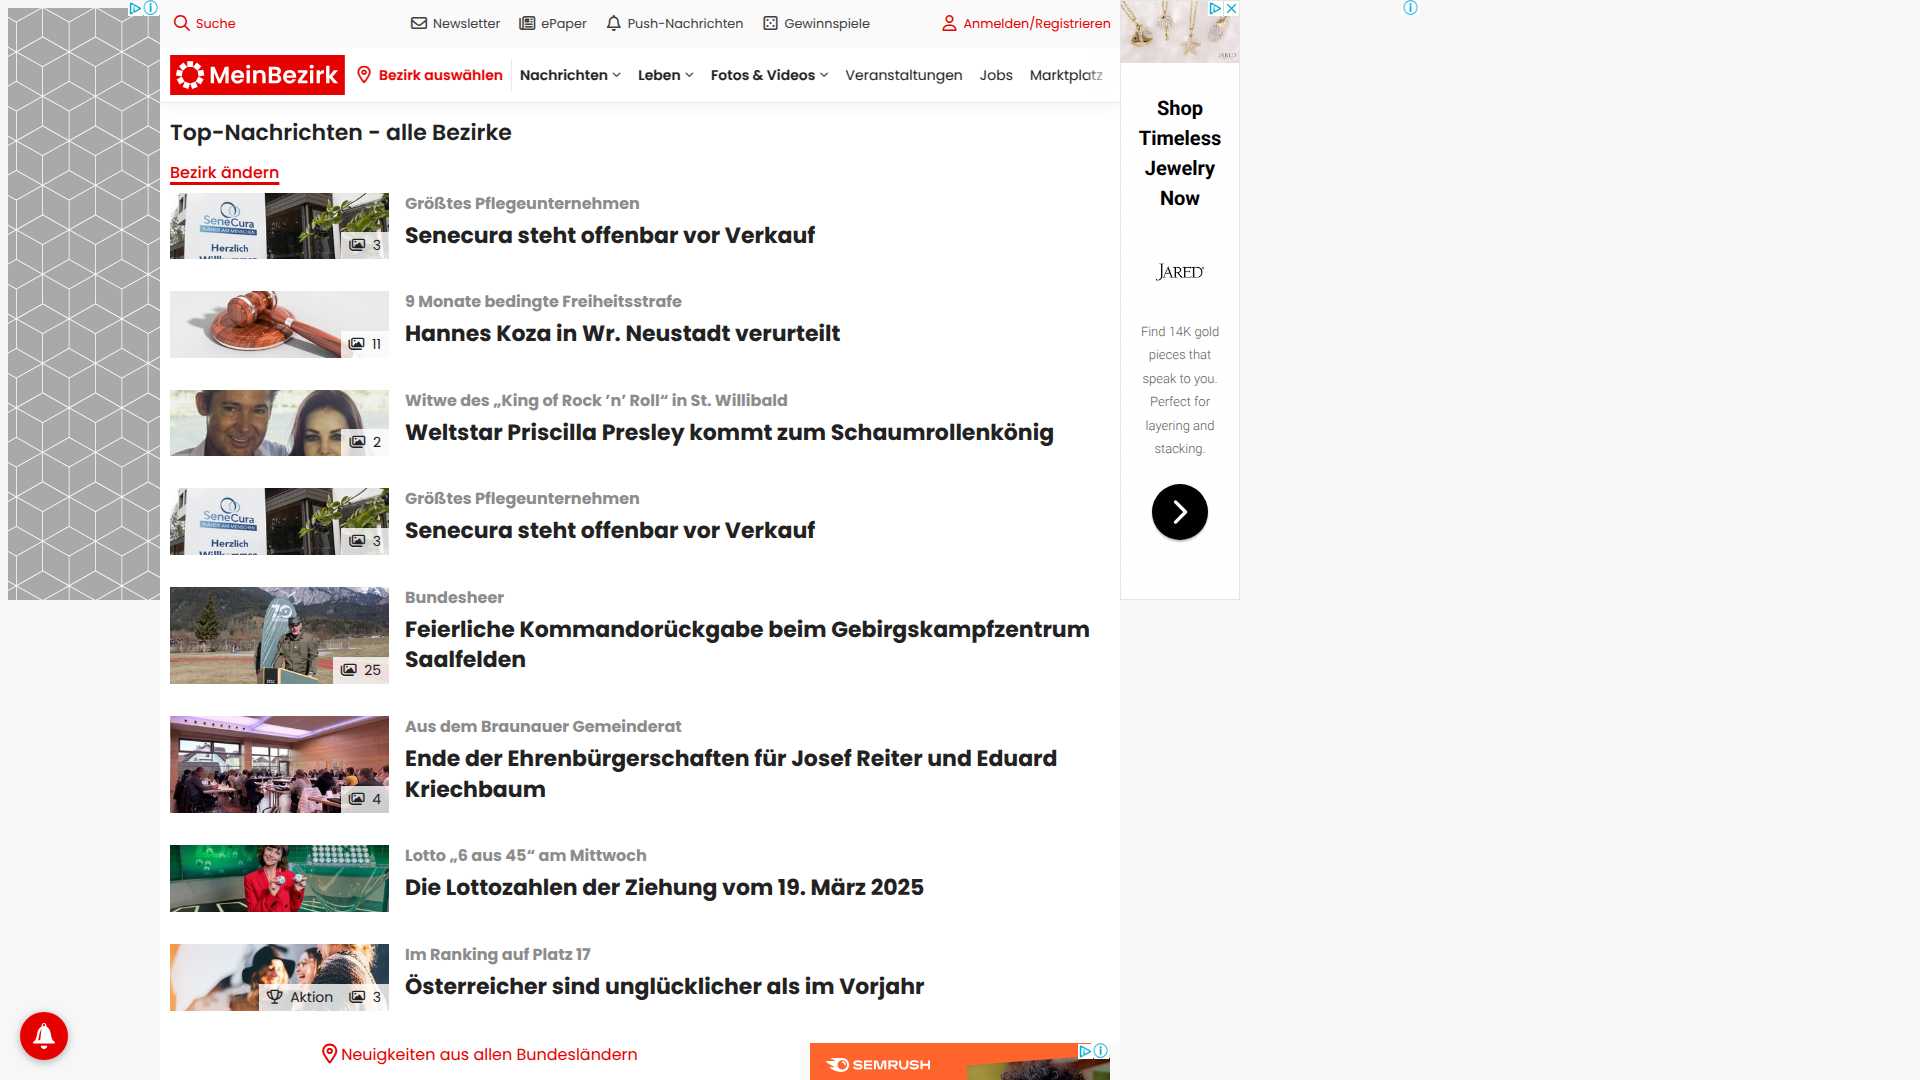 Suche
Newsletter
ePaper
Push-Nachrichten
Gewinnspiele
Anmelden/Registrieren
MeinBezirk
Bezirk auswählen
Nachrichten
Leben
Fotos & Videos
Veranstaltungen
Jobs
Marktplatz
Top-Nachrichten - alle Bezirke
Bezirk ändern
SeneCura
Herzlich
3
Größtes Pflegeunternehmen
Senecura steht offenbar vor Verkauf
11
9 Monate bedingte Freiheitsstrafe
Hannes Koza in Wr. Neustadt verurteilt
2
Witwe des „King of Rock ’n’ Roll“ in St. Willibald
Weltstar Priscilla Presley kommt zum Schaumrollenkönig
SeneCura
Herzlich
3
Größtes Pflegeunternehmen
Senecura steht offenbar vor Verkauf
25
Bundesheer
Feierliche Kommandorückgabe beim Gebirgskampfzentrum
Saalfelden
4
Aus dem Braunauer Gemeinderat
Ende der Ehrenbürgerschaften für Josef Reiter und Eduard
Kriechbaum
Lotto „6 aus 45“ am Mittwoch
Die Lottozahlen der Ziehung vom 19. März 2025
Aktion 3
Im Ranking auf Platz 17
Österreicher sind unglücklicher als im Vorjahr
Neuigkeiten aus allen Bundesländern
SEMRUSH
JARED
Shop
Timeless
Jewelry
Now
JARED
Find 14K gold
pieces that
speak to you.
Perfect for
layering and
stacking.